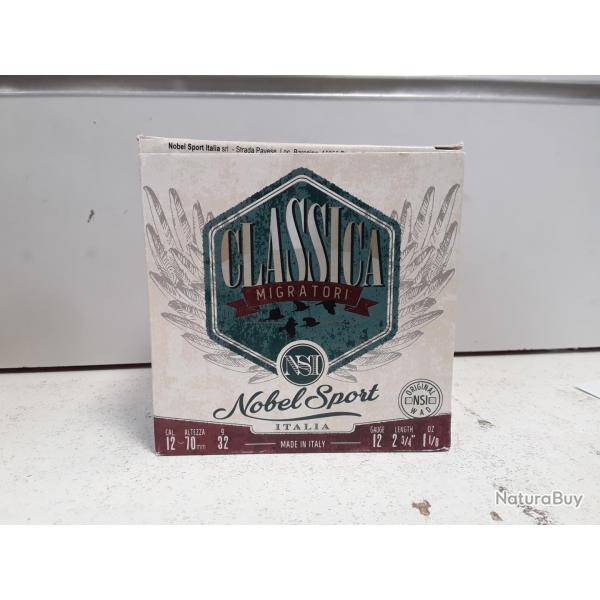 Nobel Sport Italia srl - Strada Pavese, Loc.
CLASSICA
MIGRATORI
NSI
Nobel Sport
ITALIA
ORIGINAL
NSI
WAD
CAL ALTEZZA g
12 - 70mm 32
MADE IN ITALY
GAUGE LENGTH OZ
12 2 3/4" 1 1/8
NaturaBuy